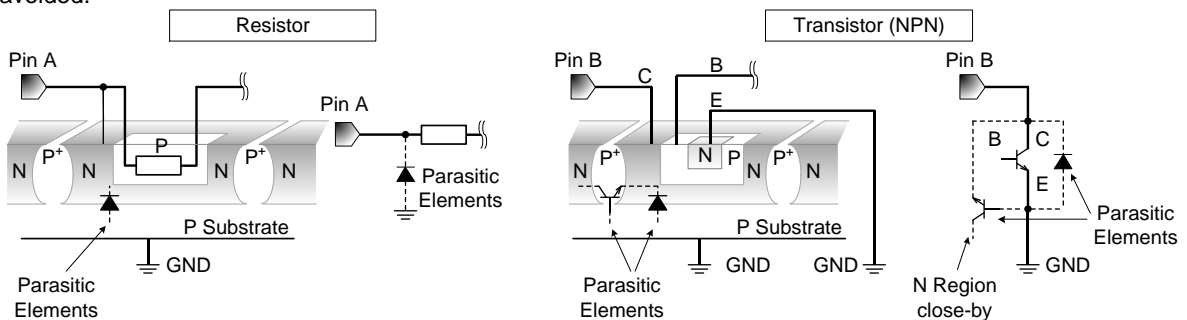 avoided.
Resistor
Transistor (NPN)
Pin A
Pin A
N P+ N P N P+ N
Parasitic
Elements
P Substrate
GND
Parasitic
Elements
Pin B
C
B
E
N P+ N N P P+ N
P Substrate
GND
GND
Parasitic
Elements
Pin B
B
C
E
Parasitic
Elements
GND
N Region
close-by